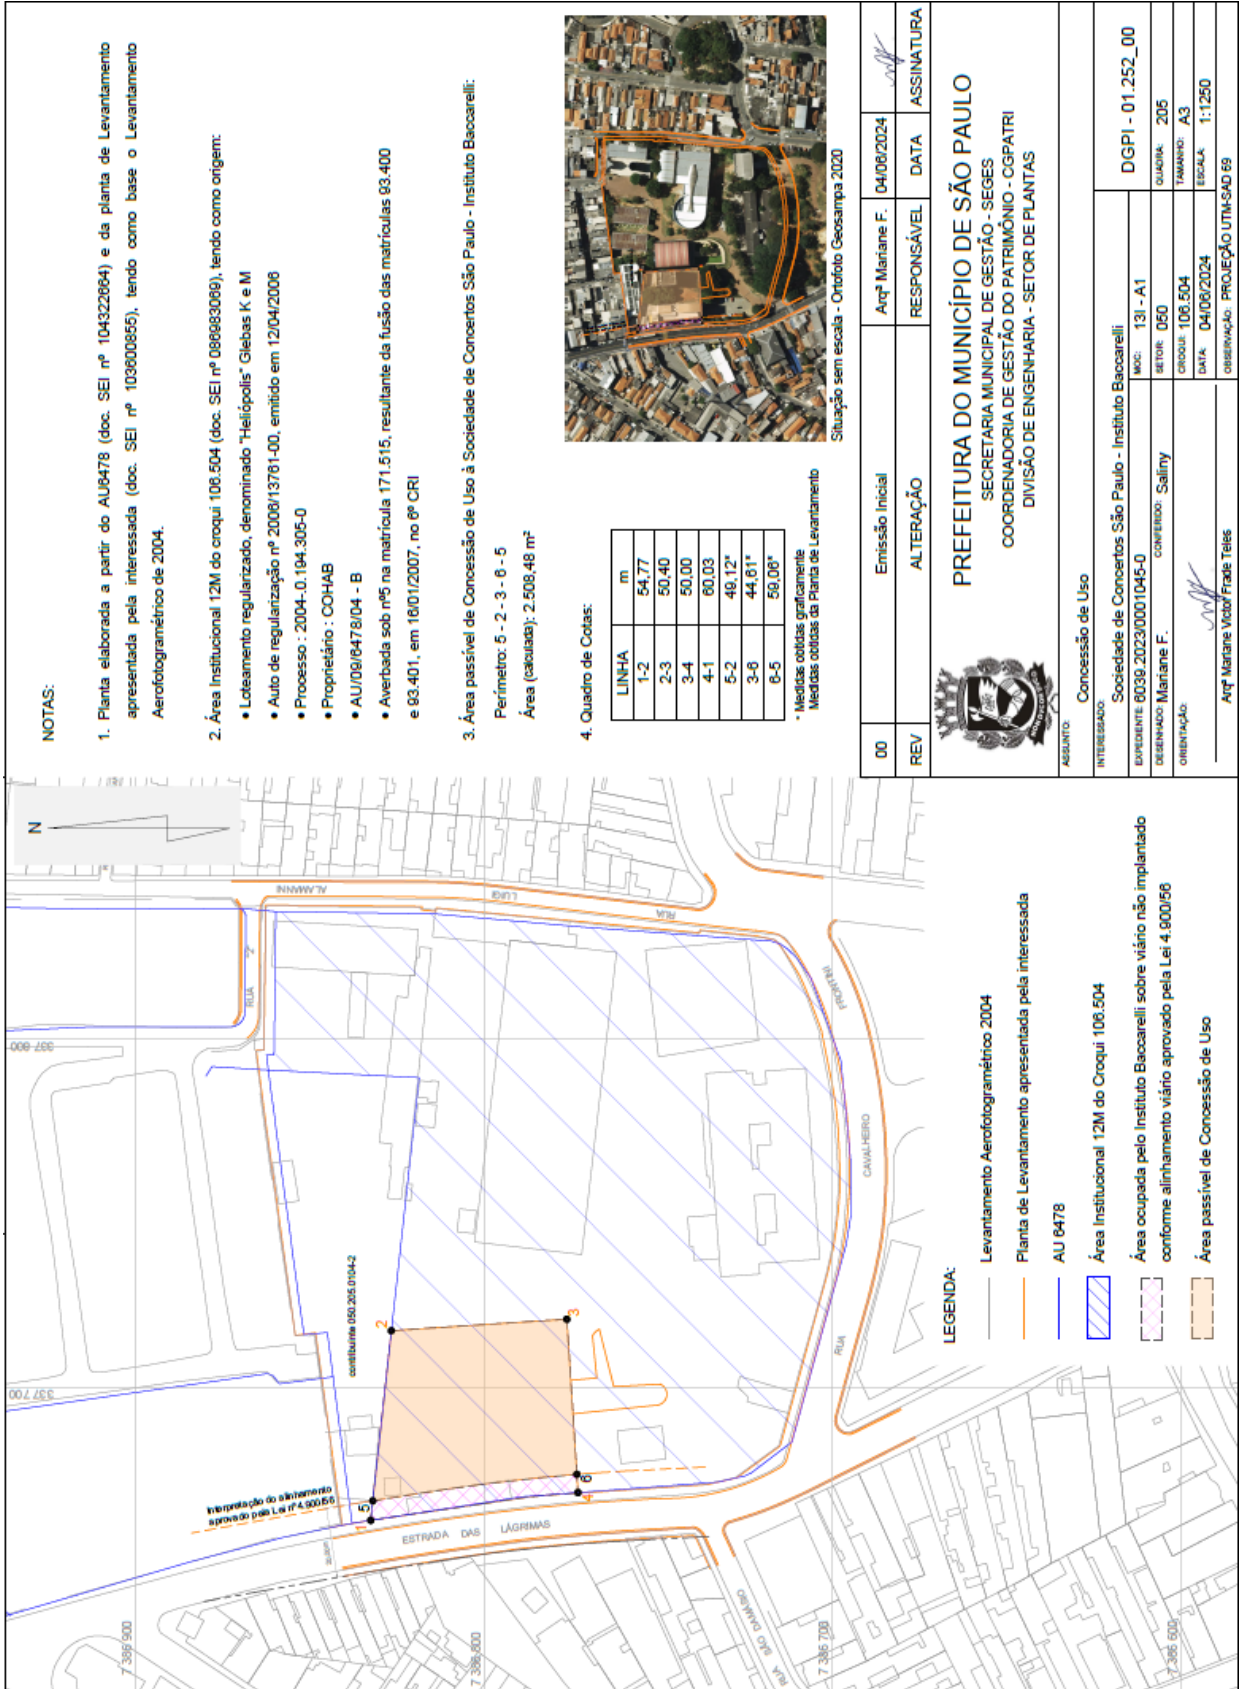 N
RUA "2"
RUA LUIGI ALAMANNI
337 800
337 700
contribuinte 050.205.0104-2
Interpretação do alinhamento
aprovado pela Lei nº 4.900/56
1
5
2
3
4
6
ESTRADA DAS LÁGRIMAS
RUA CAVALHEIRO FRONTINI
RUA SÃO DAMIÃO
7 386 900
7 386 800
7 386 700
7 386 600
LEGENDA:
Levantamento Aerofotogramétrico 2004
Planta de Levantamento apresentada pela interessada
AU 6478
Área Institucional 12M do Croqui 106.504
Área ocupada pelo Instituto Baccarelli sobre viário não implantado
conforme alinhamento viário aprovado pela Lei 4.900/56
Área passível de Concessão de Uso
NOTAS:
1. Planta elaborada a partir do AU6478 (doc. SEI nº 104322664) e da planta de Levantamento
apresentada pela interessada (doc. SEI nº 103600855), tendo como base o Levantamento
Aerofotogramétrico de 2004.
2. Área Institucional 12M do croqui 106.504 (doc. SEI nº 086983069), tendo como origem:
• Loteamento regularizado, denominado "Heliópolis" Glebas K e M
• Auto de regularização nº 2006/13761-00, emitido em 12/04/2006
• Processo : 2004-0.194.305-0
• Proprietário : COHAB
• AU/09/6478/04 - B
• Averbada sob nº5 na matrícula 171.515, resultante da fusão das matrículas 93.400
e 93.401, em 16/01/2007, no 6º CRI
3. Área passível de Concessão de Uso à Sociedade de Concertos São Paulo - Instituto Baccarelli:
Perímetro: 5 - 2 - 3 - 6 - 5
Área (calculada): 2.508,48 m²
4. Quadro de Cotas:
LINHA m
1-2 54,77
2-3 50,40
3-4 50,00
4-1 60,03
5-2 49,12*
3-6 44,61*
6-5 59,06*
* Medidas obtidas graficamente
Medidas obtidas da Planta de Levantamento
Situação sem escala - Ortofoto Geosampa 2020
00 Emissão Inicial Arqª Mariane F. 04/06/2024
REV ALTERAÇÃO RESPONSÁVEL DATA ASSINATURA
PREFEITURA DO MUNICÍPIO DE SÃO PAULO
SECRETARIA MUNICIPAL DE GESTÃO - SEGES
COORDENADORIA DE GESTÃO DO PATRIMÔNIO - CGPATRI
DIVISÃO DE ENGENHARIA - SETOR DE PLANTAS
ASSUNTO: Concessão de Uso
INTERESSADO: Sociedade de Concertos São Paulo - Instituto Baccarelli
EXPEDIENTE: 6039.2023/0001045-0
DESENHADO: Mariane F. CONFERIDO: Saliny
ORIENTAÇÃO:
Arqª Mariane Victor Frade Teles
MOC: 13I - A1
DGPI - 01.252_00
SETOR: 050 QUADRA: 205
CROQUI: 106.504 TAMANHO: A3
DATA: 04/06/2024 ESCALA: 1:1250
OBSERVAÇÃO: PROJEÇÃO UTM-SAD 69